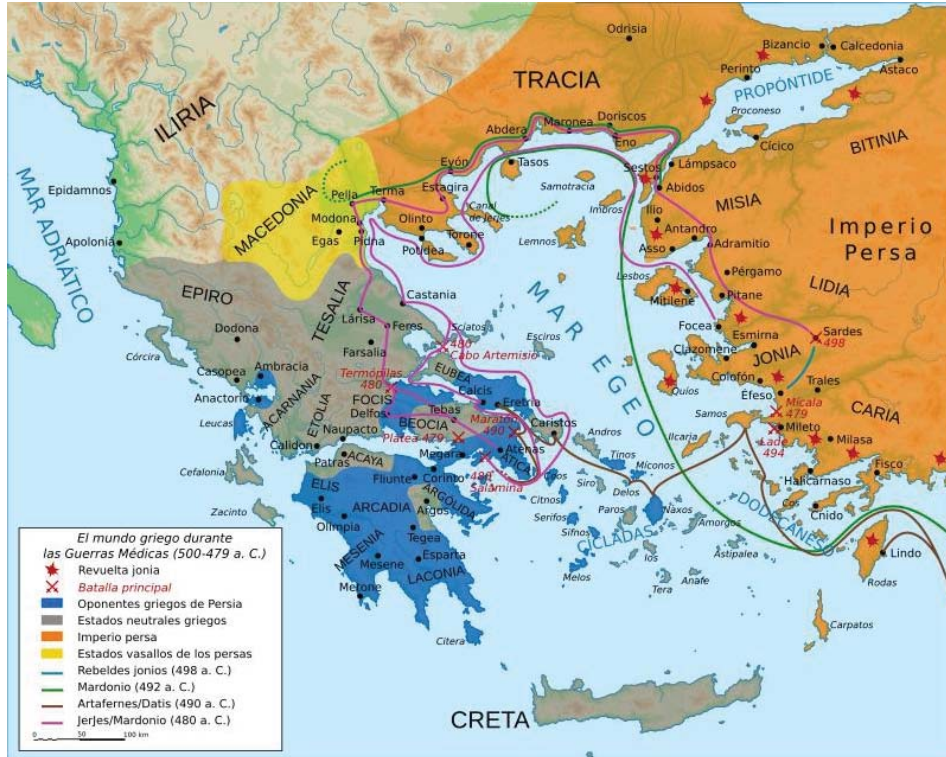 Odrisia
Bizancio
Calcedonia
Perinto
Astaco
PROPÓNTIDE
TRACIA
ILIRIA
Proconeso
Maronea
Doriscos
Abdera
Eno
Cícico
BITINIA
Tasos
Eyón
Lámpsaco
Sestos
Epidamnos
MAR ADRIÁTICO
MACEDONIA
Pella
Terma
Estagira
Samotracia
Abidos
Canal
de Jerjes
Imbros
MISIA
Modona
Olinto
Ilio
Imperio
Persa
Apolonia
Egas
Pidna
Potidea
Torone
Lemnos
Antandro
Asso
Adramitio
EPIRO
TESALIA
Castania
MAR EGEO
Lesbos
Pérgamo
Mitilene
Pitane
LIDIA
Lárisa
Feres
Sciatos
Esciros
Focea
Dodona
Farsalia
480
Cabo Artemisio
Esmirna
Sardes
498
Córcira
Clazomene
JONIA
Casopea
Ambracia
Termópilas
480
EUBEA
Colofón
Quíos
Trales
Anactorio
ACARNANIA
FOCIS
Calcis
Éfeso
Mícala
479
CARIA
Leucas
ETOLIA
Delfos
Tebas
Eretria
BEOCIA
Maratón
490
Samos
Naupacto
Platea 479
Caristos
Andros
Icaria
Mileto
Lade
494
Milasa
Calidon
Megara
Atenas
ATICA
Tinos
Patras
ACAYA
480
Salamina
Ceos
Miconos
Siro
Fisco
Cefalonia
Fliunte
Corinto
Halicarnaso
ELIS
ARCADIA
ARGOLIDA
Citnos
Delos
Cos
Zacinto
Elis
Argos
Serifos
Paros
Naxos
DODECANESO
Cnido
Olimpia
Sifnos
Amorgos
Tegea
CICLADAS
Ios
Astipalea
Lindo
MESENIA
Mesene
Esparta
LACONIA
Melos
Tera
Anafe
Rodas
Merone
Citera
Carpatos
CRETA
El mundo griego durante
las Guerras Médicas (500-479 a. C.)
Revuelta jonia
Batalla principal
Oponentes griegos de Persia
Estados neutrales griegos
Imperio persa
Estados vasallos de los persas
Rebeldes jonios (498 a. C.)
Mardonio (492 a. C.)
Artafernes/Datis (490 a. C.)
JerJes/Mardonio (480 a. C.)
0 50 100 km